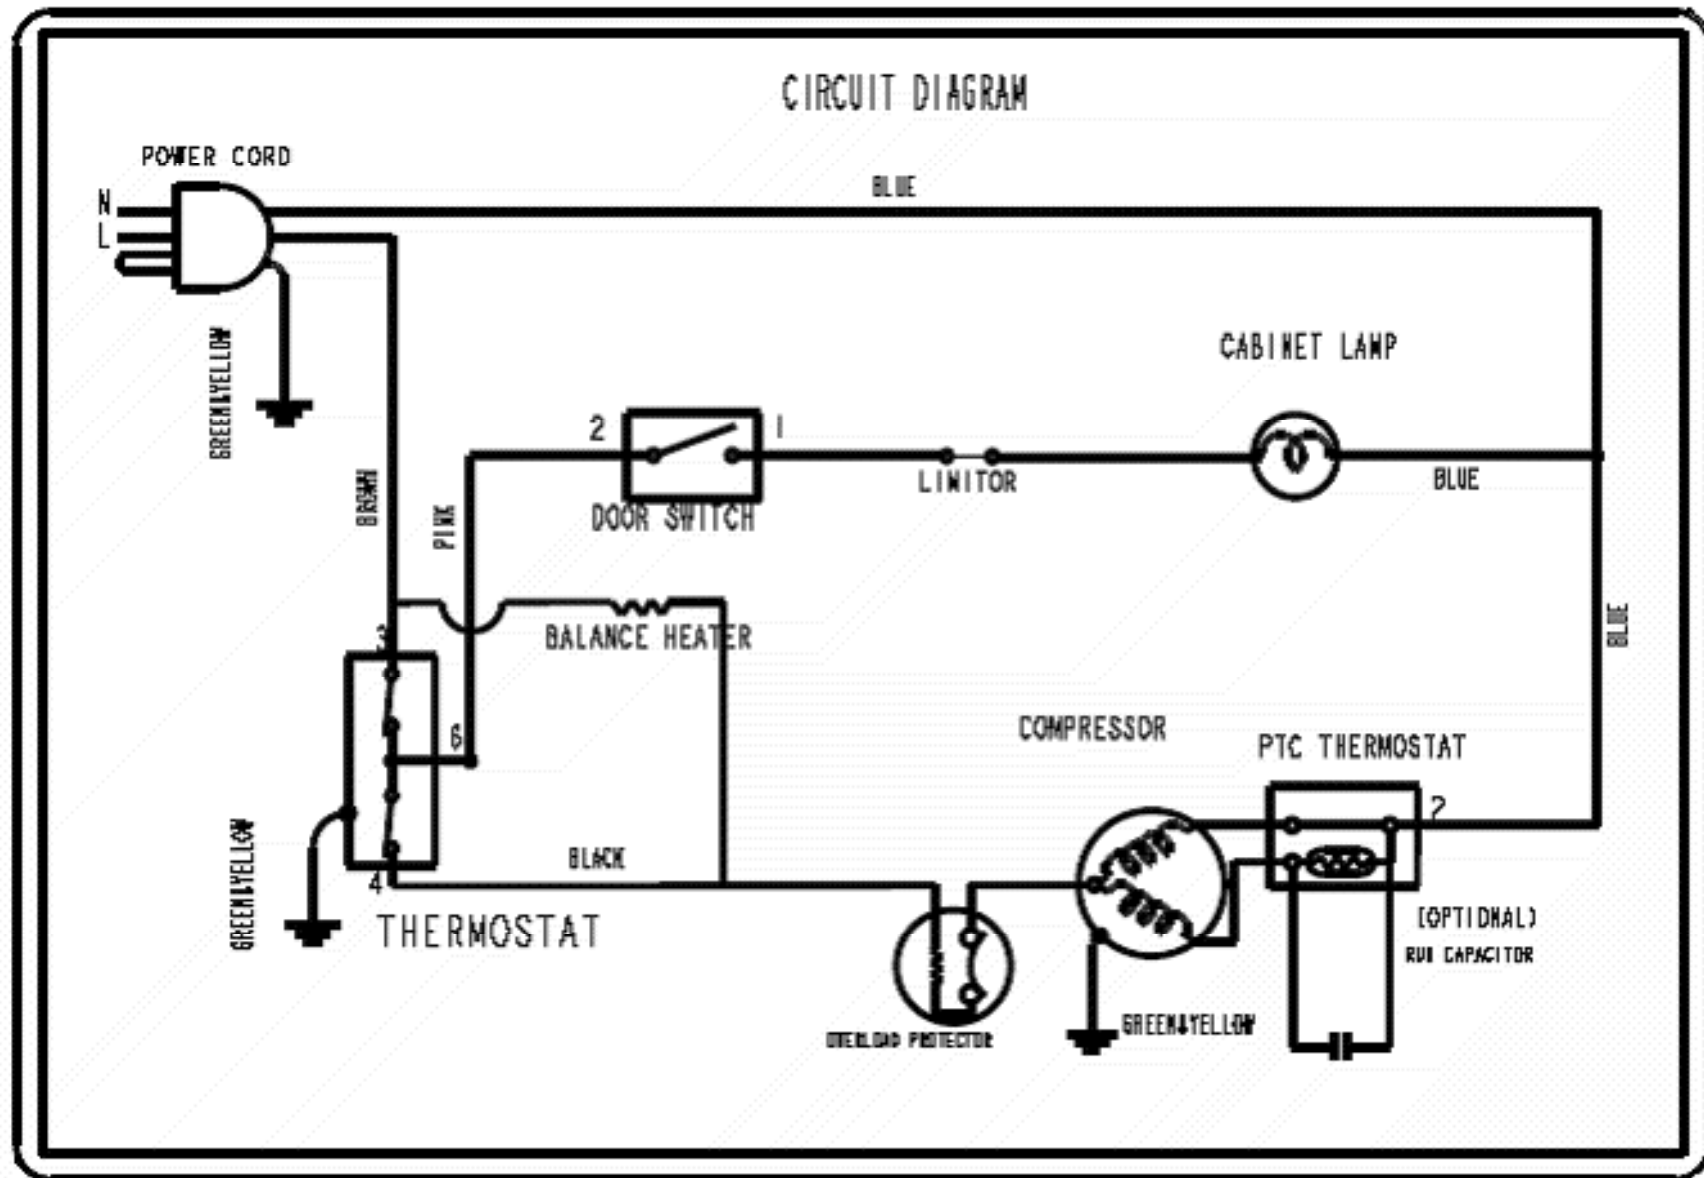 CIRCUIT DIAGRAM
POWER CORD
N
L
BLUE
GREEN&YELLOW
CABINET LAMP
2
1
LIMITOR
BLUE
DOOR SWITCH
BROWN
PINK
BALANCE HEATER
3
BLUE
6
COMPRESSOR
PTC THERMOSTAT
2
GREEN&YELLOW
BLACK
4
THERMOSTAT
(OPTIONAL)
RUN CAPACITOR
GREEN&YELLOW
OVERLOAD PROTECTOR